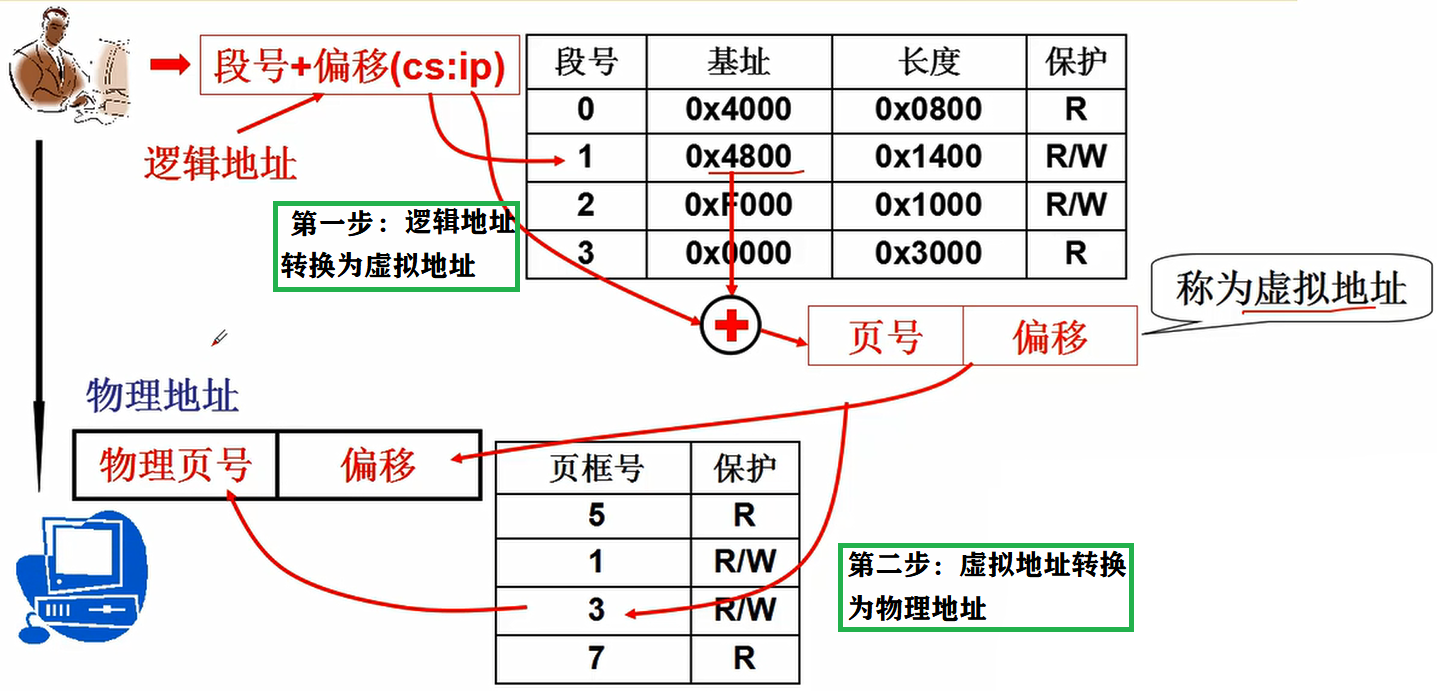 段号+偏移(cs:ip)
逻辑地址
段号 基址 长度 保护
0 0x4000 0x0800 R
1 0x4800 0x1400 R/W
2 0xF000 0x1000 R/W
3 0x0000 0x3000 R
第一步：逻辑地址
转换为虚拟地址
称为虚拟地址
页号 偏移
物理地址
物理页号 偏移
页框号 保护
5 R
1 R/W
3 R/W
7 R
第二步：虚拟地址转换
为物理地址